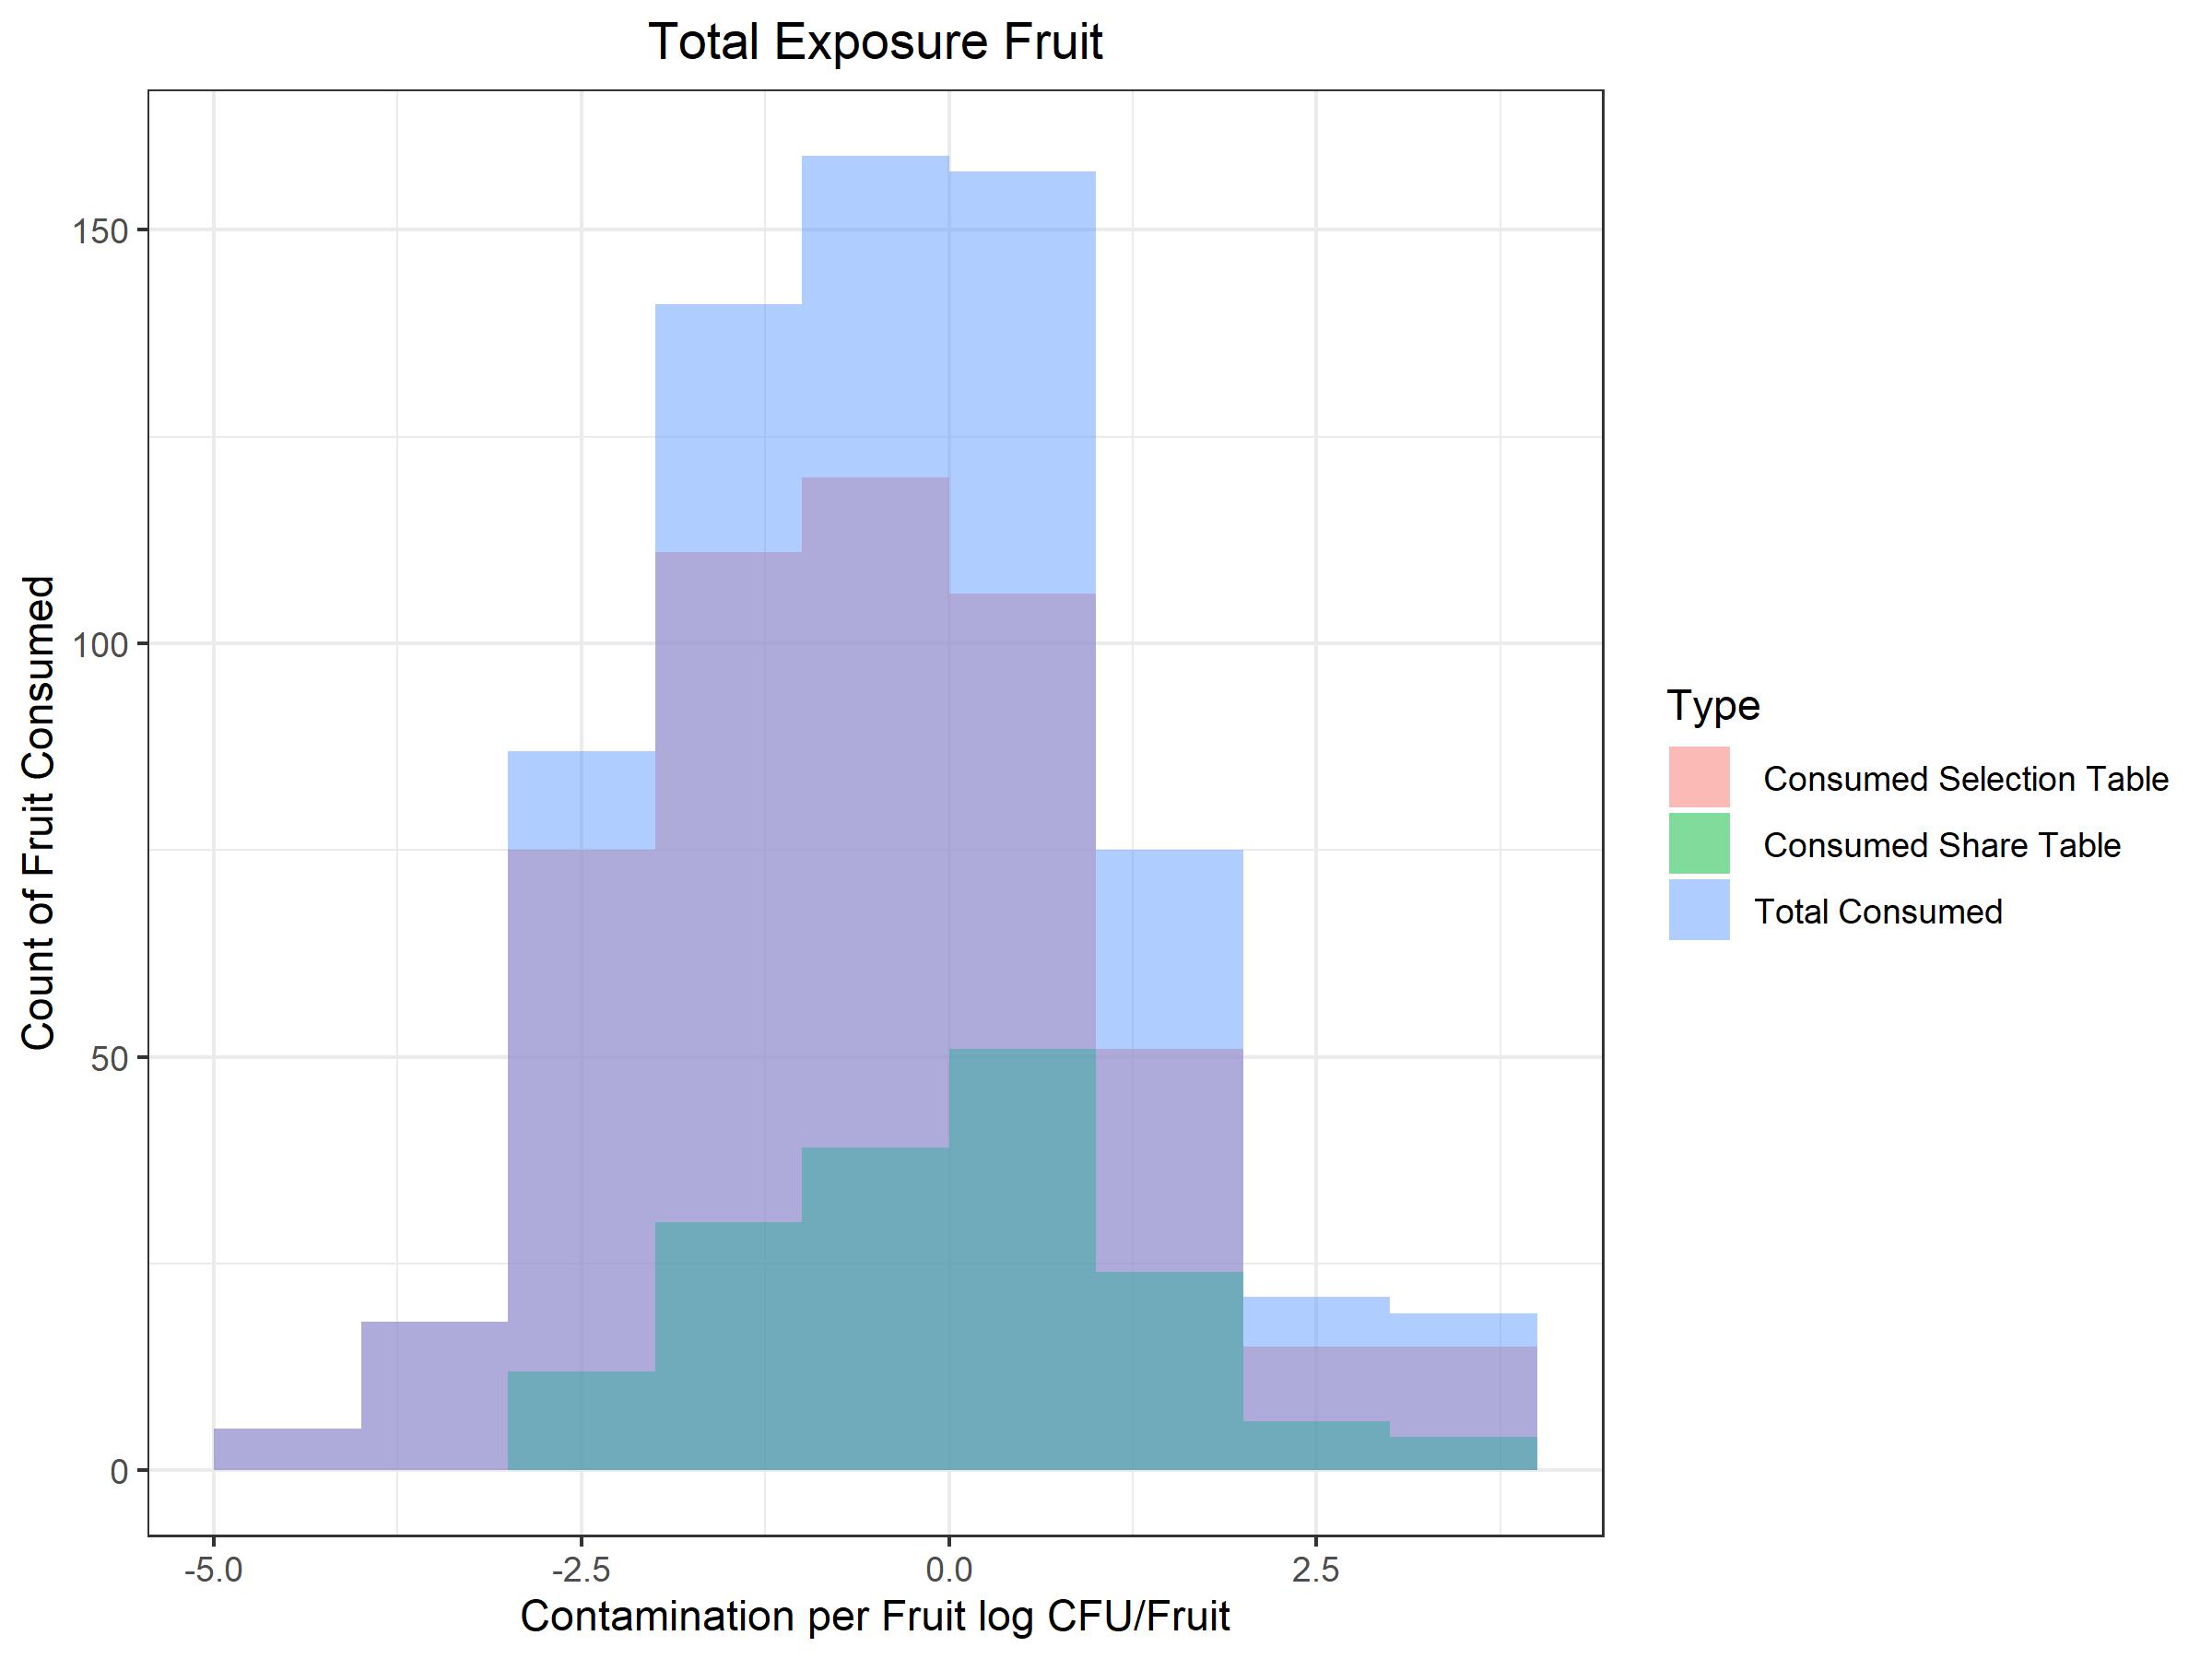 Total Exposure Fruit
150
100
50
0
Count of Fruit Consumed
-5.0 -2.5 0.0 2.5
Contamination per Fruit log CFU/Fruit
Type
Consumed Selection Table
Consumed Share Table
Total Consumed